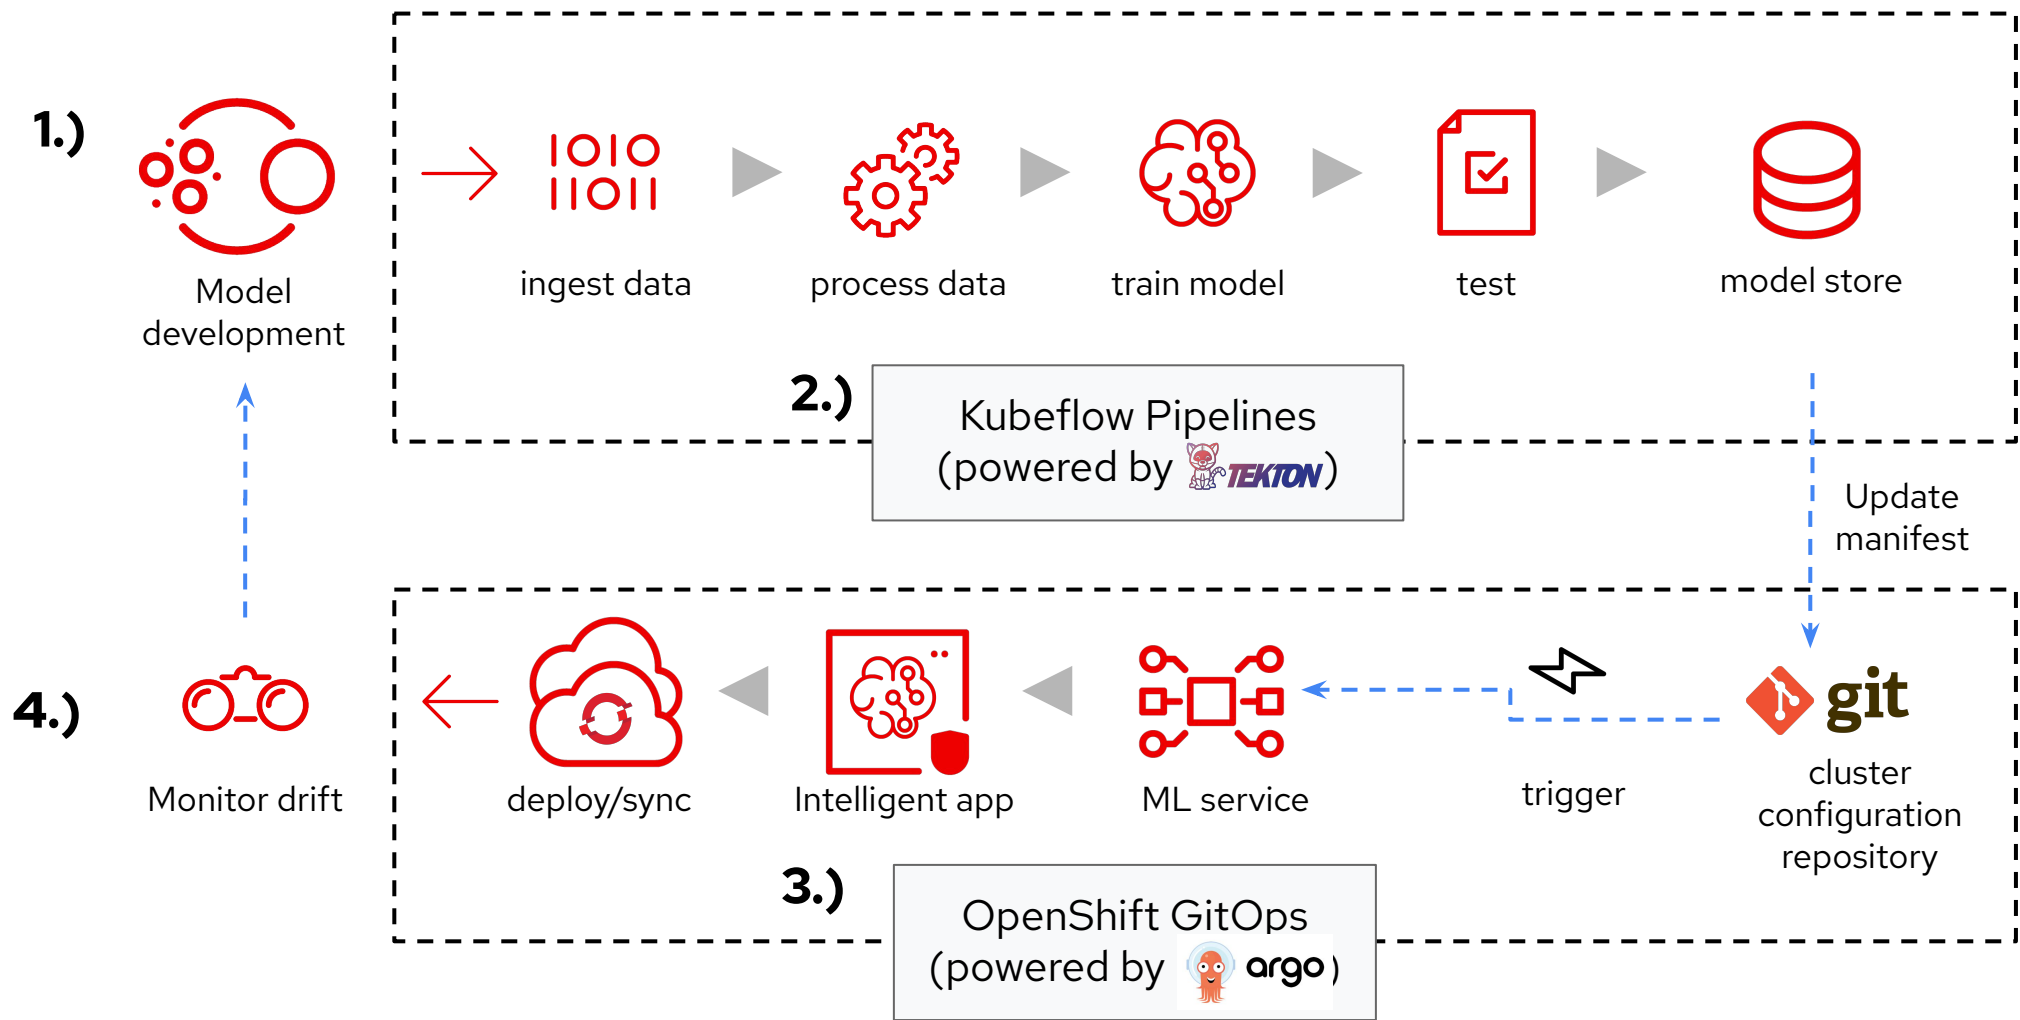 1.)
1010
11011
Model
development
ingest data
process data
train model
test
model store
2.)
Kubeflow Pipelines
(powered by TEKTON)
Update
manifest
4.)
Monitor drift
deploy/sync
Intelligent app
ML service
trigger
git
cluster
configuration
repository
3.)
OpenShift GitOps
(powered by argo)